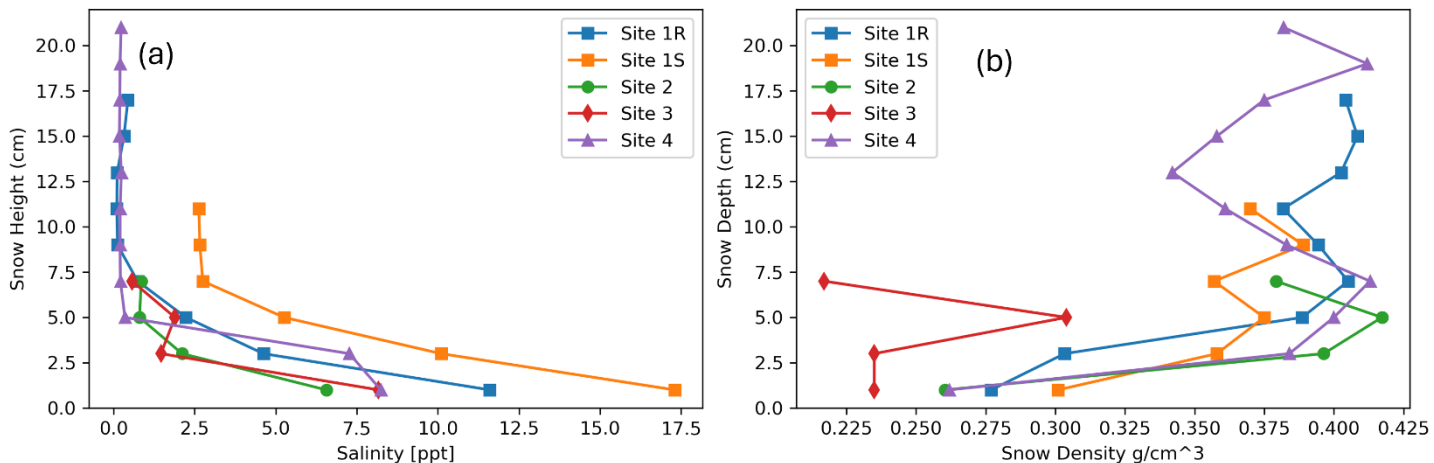 (a)
Snow Height (cm)
20.0
17.5
15.0
12.5
10.0
7.5
5.0
2.5
0.0
0.0 2.5 5.0 7.5 10.0 12.5 15.0 17.5
Salinity [ppt]
Site 1R
Site 1S
Site 2
Site 3
Site 4
(b)
Snow Depth (cm)
20.0
17.5
15.0
12.5
10.0
7.5
5.0
2.5
0.0
0.225 0.250 0.275 0.300 0.325 0.350 0.375 0.400 0.425
Snow Density g/cm^3
Site 1R
Site 1S
Site 2
Site 3
Site 4